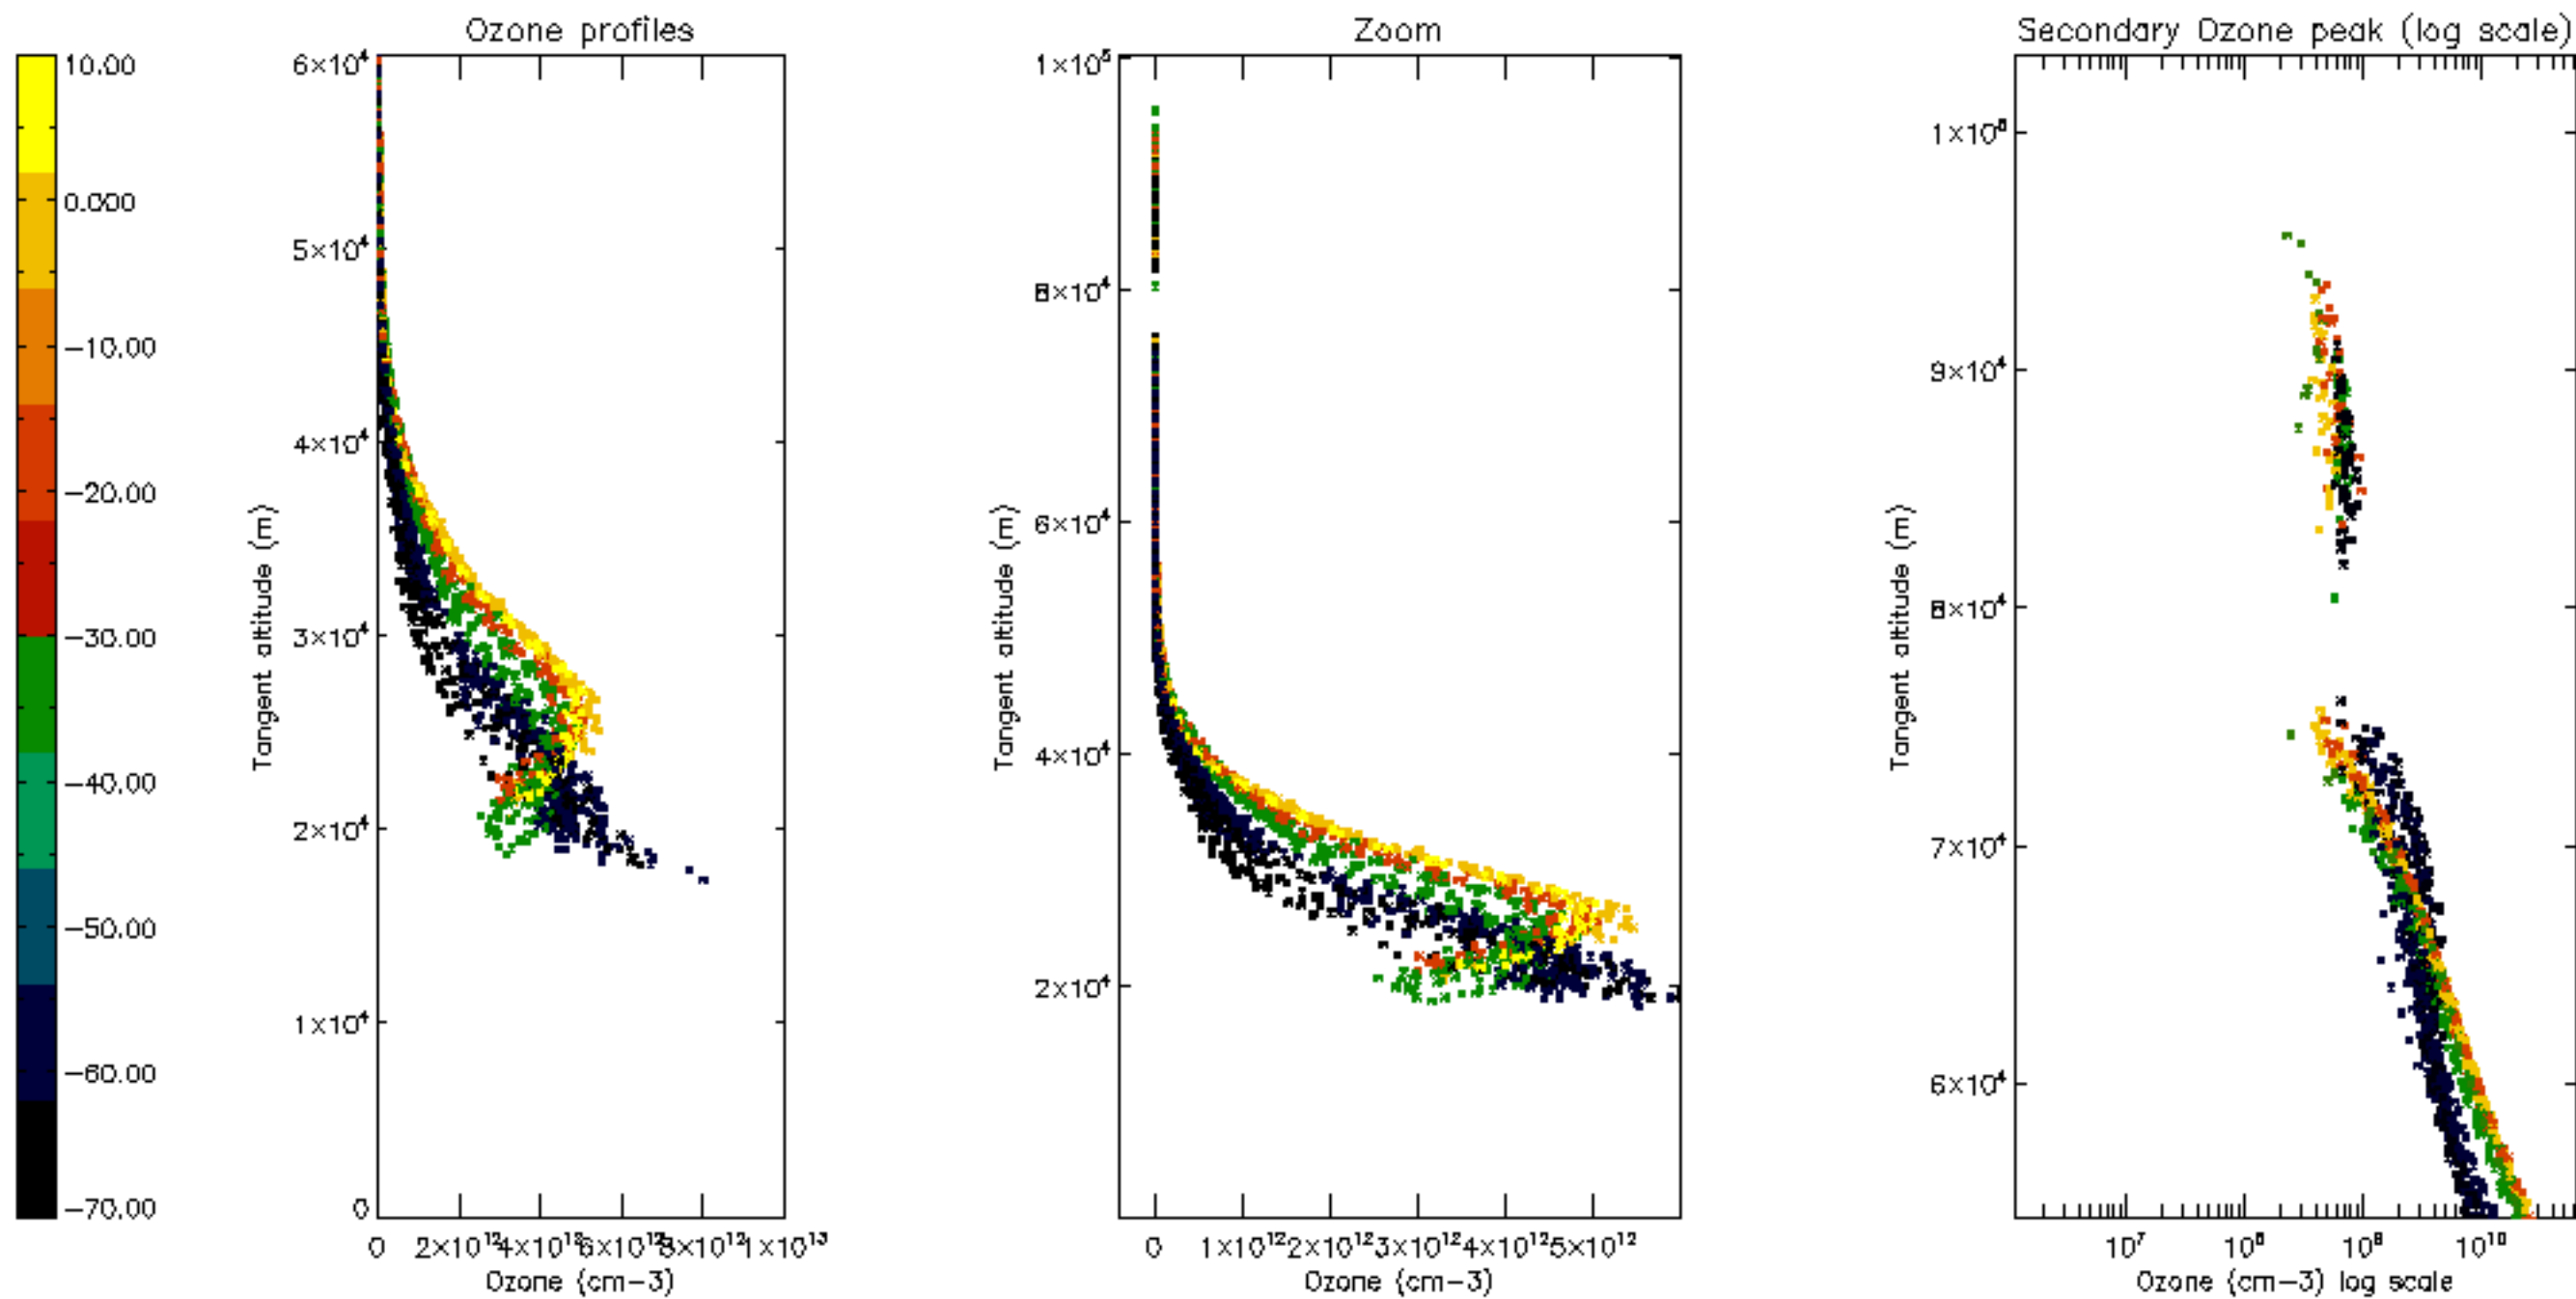 Ozone profiles
Zoom
Secondary Ozone peak (log scale)
10.00
0.000
−10.00
−20.00
−30.00
−40.00
−50.00
−60.00
−70.00
Tangent altitude (m)
6×10⁴
5×10⁴
4×10⁴
3×10⁴
2×10⁴
1×10⁴
0
0 2×10¹² 4×10¹² 6×10¹² 8×10¹² 1×10¹³
Ozone (cm−3)
Tangent altitude (m)
1×10⁵
8×10⁴
6×10⁴
4×10⁴
2×10⁴
0 1×10¹² 2×10¹² 3×10¹² 4×10¹² 5×10¹²
Ozone (cm−3)
Tangent altitude (m)
1×10⁵
9×10⁴
8×10⁴
7×10⁴
6×10⁴
10⁷ 10⁸ 10⁹ 10¹⁰
Ozone (cm−3) log scale